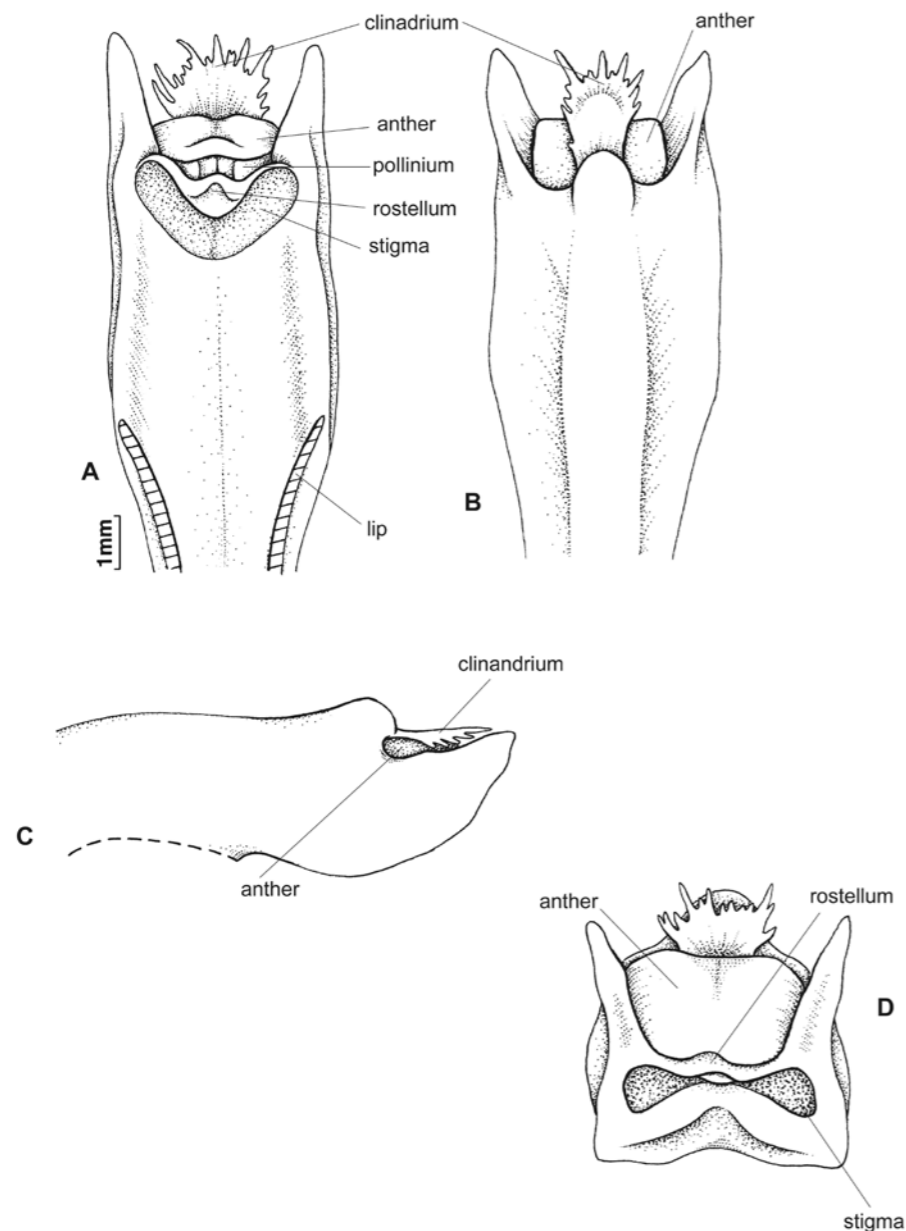 clinadrium
anther
pollinium
rostellum
stigma
lip
A
1mm
anther
B
clinandrium
anther
C
anther
rostellum
D
stigma